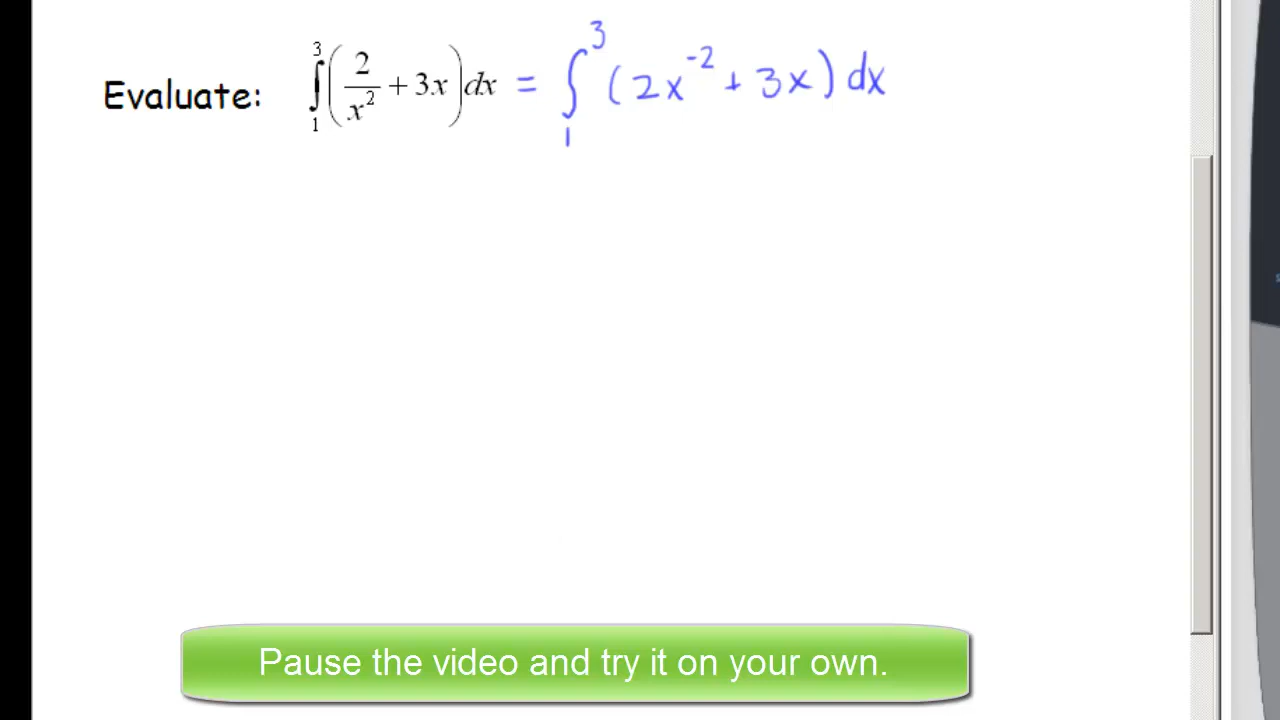 Evaluate: ∫₁³ (2/x² + 3x) dx = ∫₁³ (2x⁻² + 3x) dx
Pause the video and try it on your own.